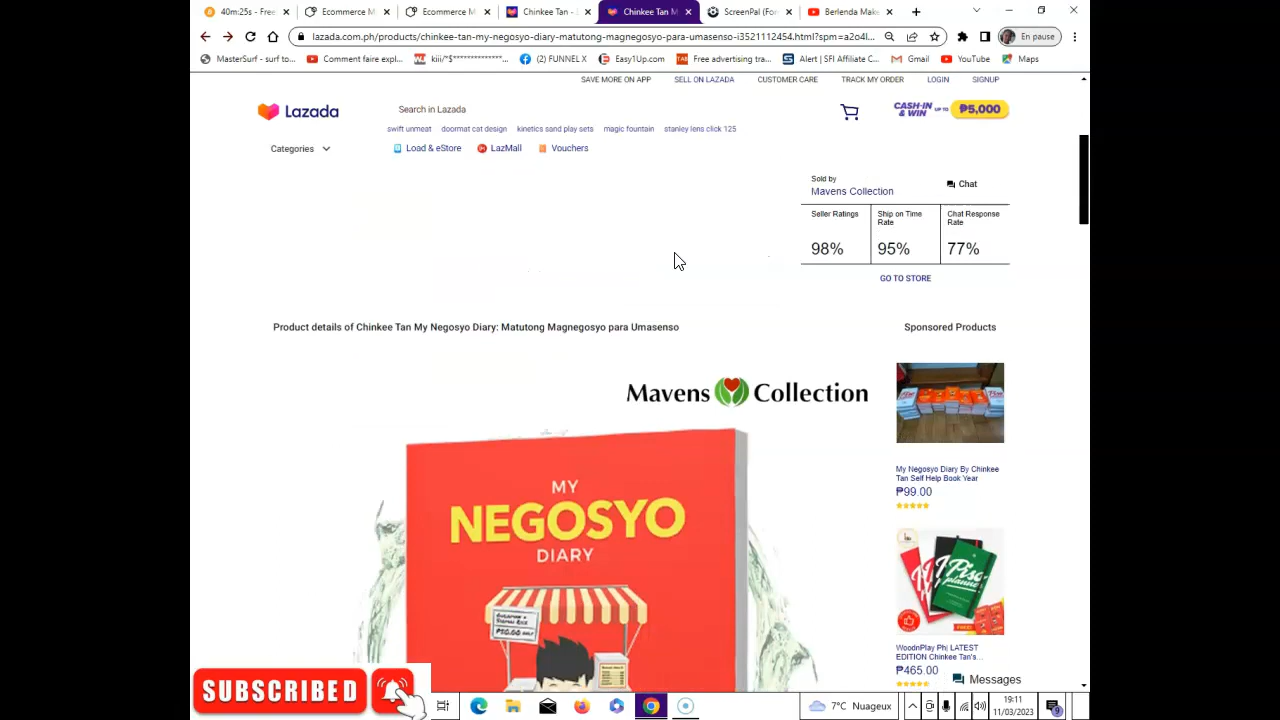 40m:25s - Free
Ecommerce M
Ecommerce M
Chinkee Tan -
Chinkee Tan M
ScreenPal (For
Berlenda Make
lazada.com.ph/products/chinkee-tan-my-negosyo-diary-matutong-magnegosyo-para-umasenso-i3521112454.html?spm=a2o4l...
En pause
MasterSurf - surf to...
Comment faire expl...
kiii/*$**************...
(2) FUNNEL X
Easy1Up.com
Free advertising tra...
Alert | SFI Affiliate C...
Gmail
YouTube
Maps
SAVE MORE ON APP
SELL ON LAZADA
CUSTOMER CARE
TRACK MY ORDER
LOGIN
SIGNUP
Lazada
Search in Lazada
CASH-IN & WIN UP TO ₱5,000
swift unmeat
doormat cat design
kinetics sand play sets
magic fountain
stanley lens click 125
Categories
Load & eStore
LazMall
Vouchers
Sold by
Mavens Collection
Chat
Seller Ratings
Ship on Time Rate
Chat Response Rate
98%
95%
77%
GO TO STORE
Product details of Chinkee Tan My Negosyo Diary: Matutong Magnegosyo para Umasenso
Sponsored Products
Mavens Collection
MY
NEGOSYO
DIARY
My Negosyo Diary By Chinkee
Tan Self Help Book Year
₱99.00
Piso planner
FREE!
WoodnPlay Ph| LATEST
EDITION Chinkee Tan's...
₱465.00
Messages
SUBSCRIBED
7°C Nuageux
19:11
11/03/2023
9